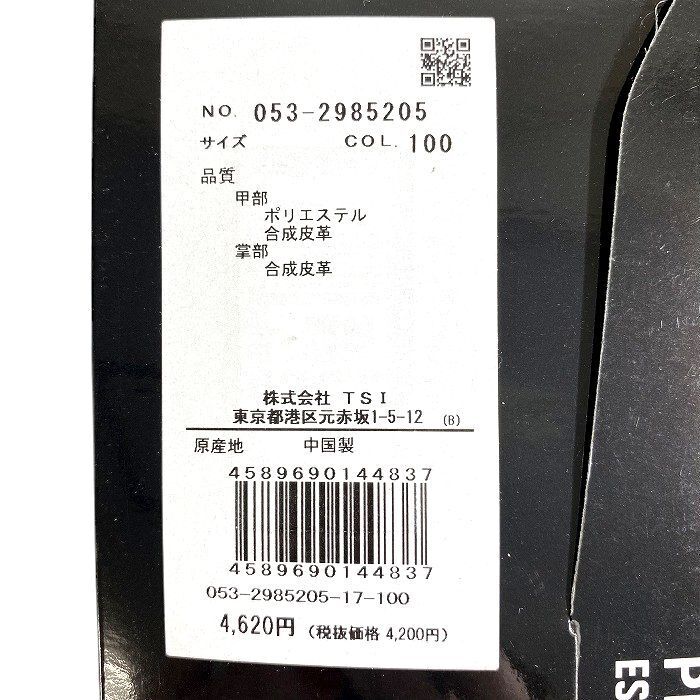 NO. 053-2985205
サイズ COL. 100
品質
甲部
ポリエステル
合成皮革
掌部
合成皮革
株式会社 TSI
東京都港区元赤坂1-5-12 (B)
原産地 中国製
4589690144837
4589690144837
053-2985205-17-100
4,620円 (税抜価格 4,200円)
ES